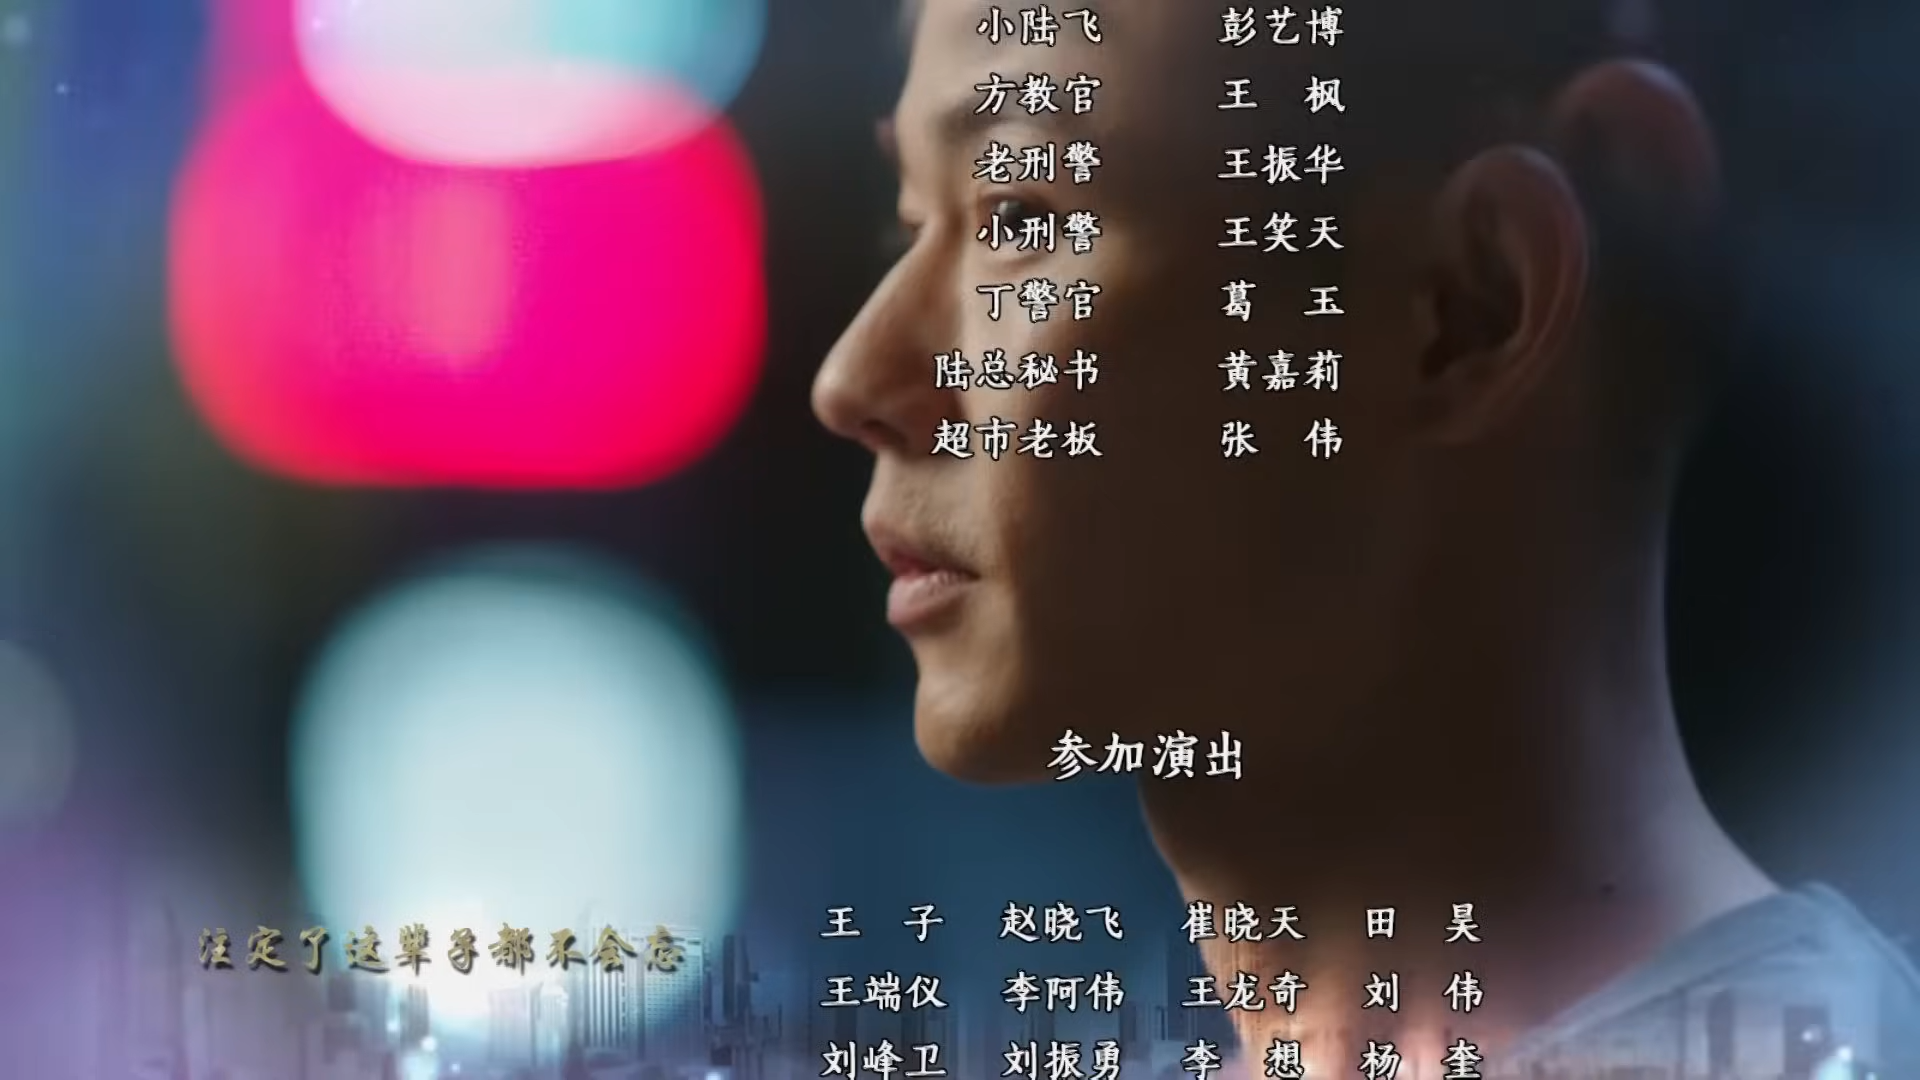 小陆飞 彭艺博
方教官 王 枫
老刑警 王振华
小刑警 王笑天
丁警官 葛 玉
陆总秘书 黄嘉莉
超市老板 张 伟
参加演出
王 子 赵晓飞 崔晓天 田 昊
注定了这辈子都不会忘
王端仪 李阿伟 王龙奇 刘 伟
刘峰卫 刘振勇 李 想 杨 奎